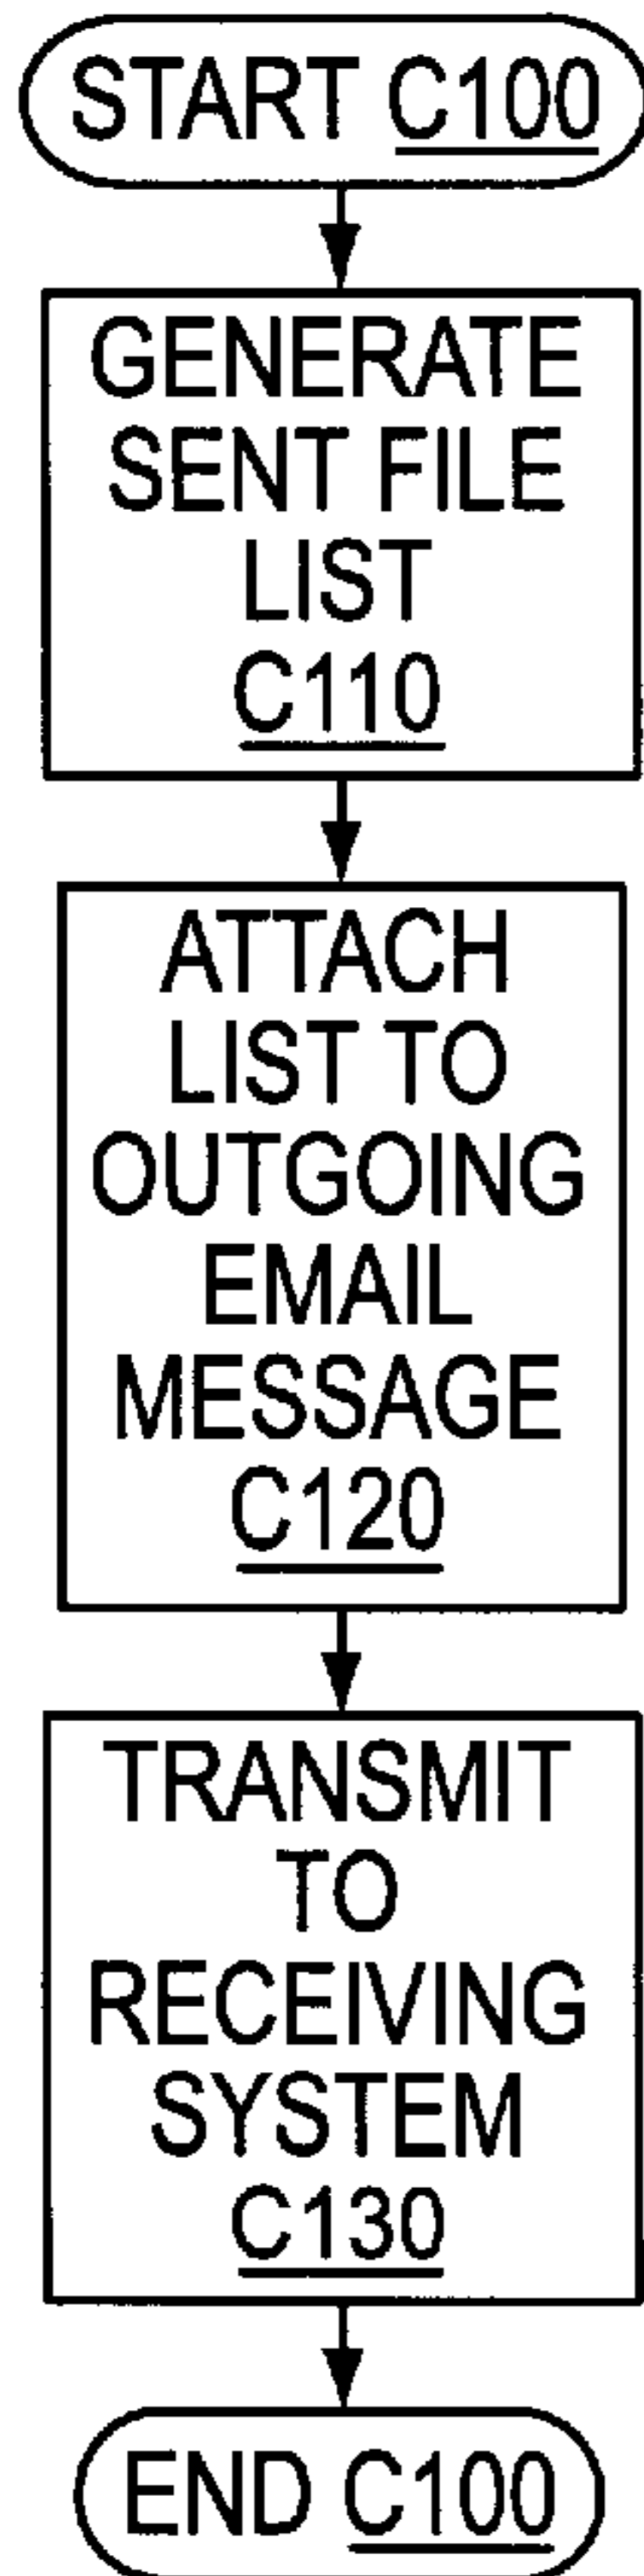 START C100
GENERATE
SENT FILE
LIST
C110
ATTACH
LIST TO
OUTGOING
EMAIL
MESSAGE
C120
TRANSMIT
TO
RECEIVING
SYSTEM
C130
END C100